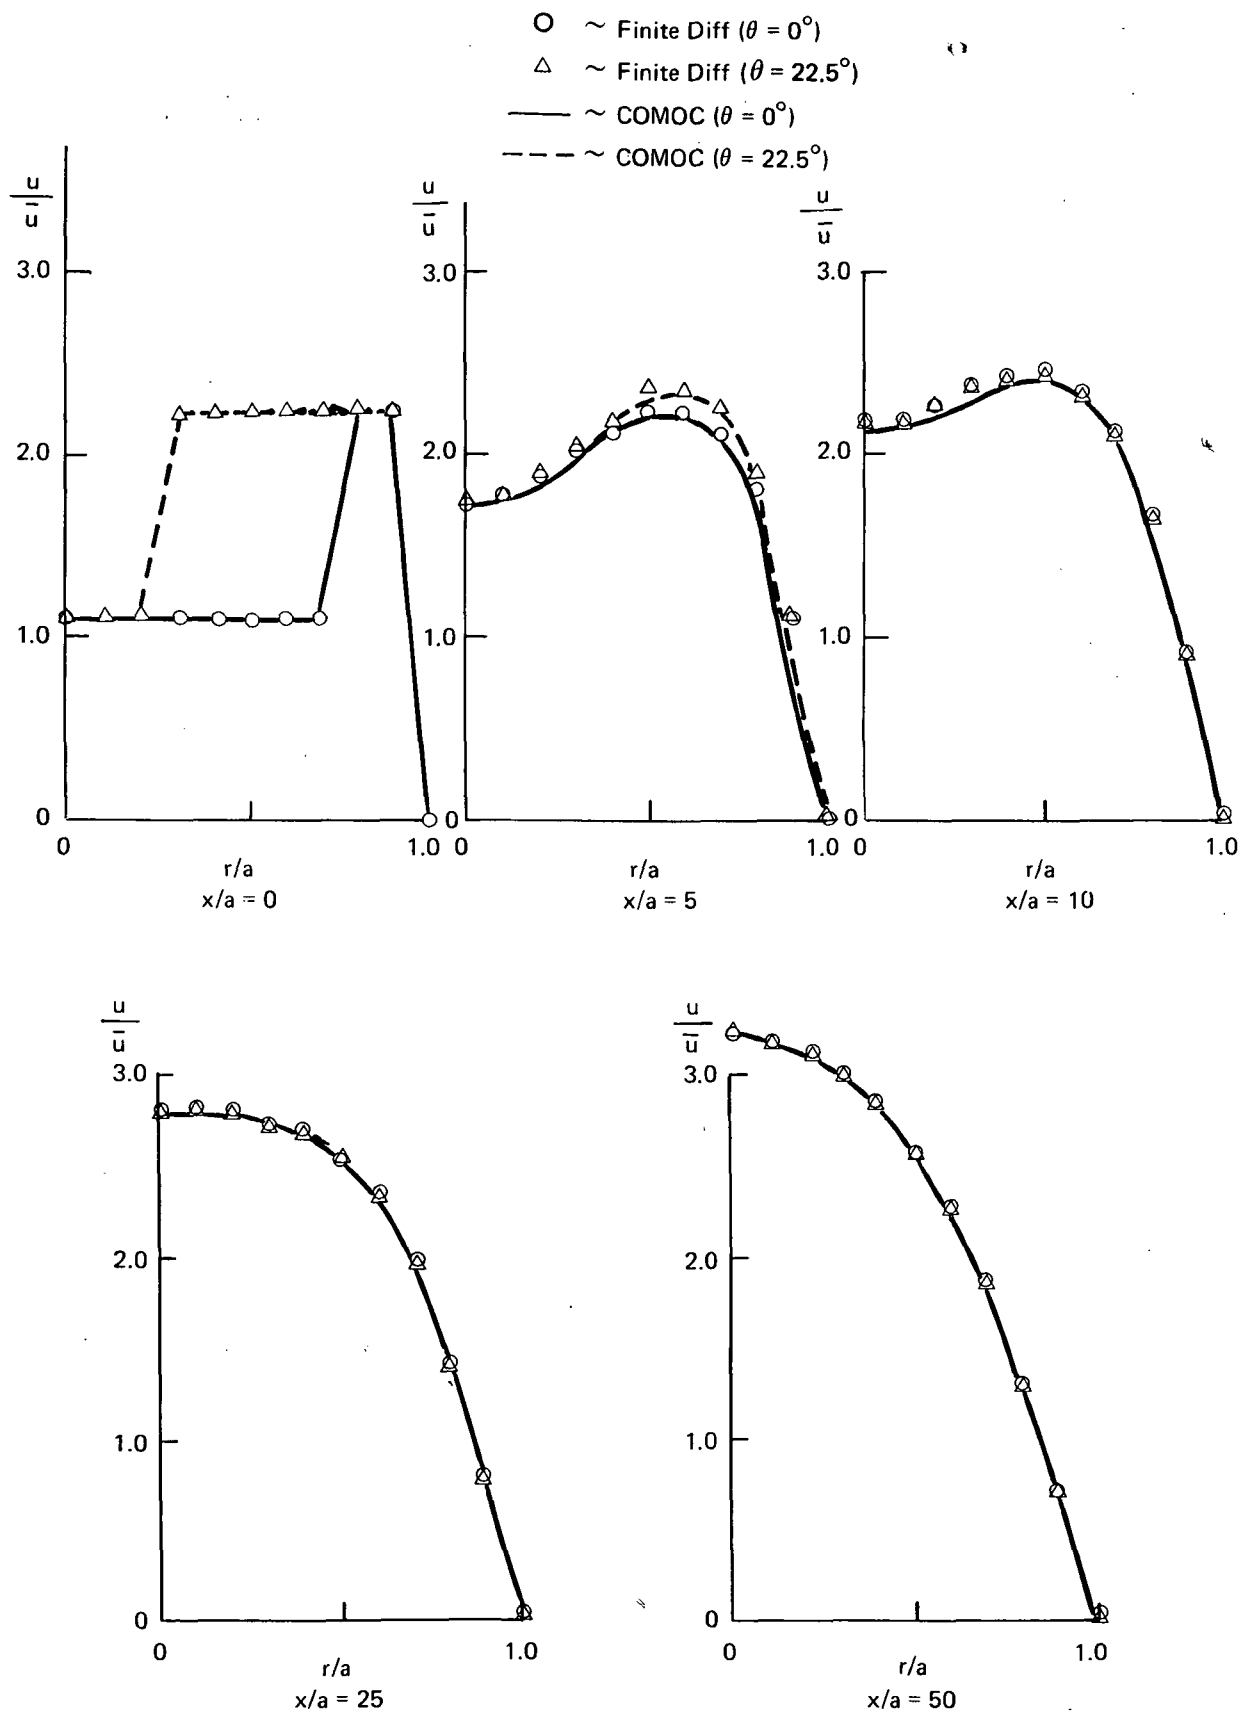 ~ Finite Diff (θ = 0°)
~ Finite Diff (θ = 22.5°)
~ COMOC (θ = 0°)
~ COMOC (θ = 22.5°)
u
u̅
3.0
2.0
1.0
0
0
1.0
r/a
x/a = 0
u
u̅
3.0
2.0
1.0
0
0
1.0
r/a
x/a = 5
u
u̅
3.0
2.0
1.0
0
0
1.0
r/a
x/a = 10
u
u̅
3.0
2.0
1.0
0
0
1.0
r/a
x/a = 25
u
u̅
3.0
2.0
1.0
0
0
1.0
r/a
x/a = 50